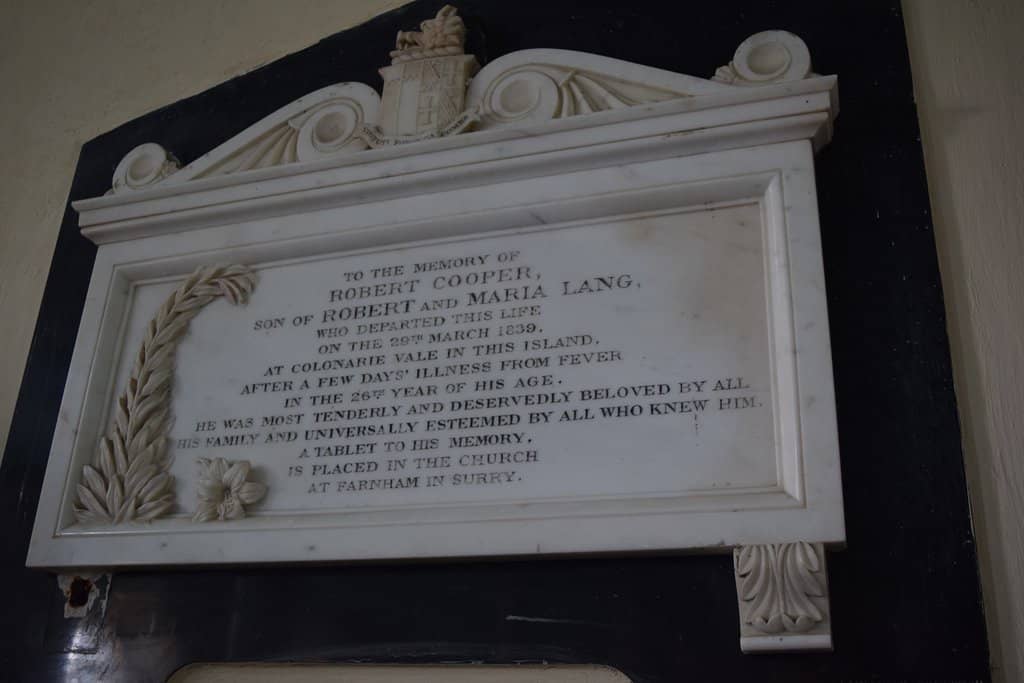 TO THE MEMORY OF
ROBERT COOPER,
SON OF ROBERT AND MARIA LANG,
WHO DEPARTED THIS LIFE
ON THE 29TH MARCH 1839.
AT COLONARIE VALE IN THIS ISLAND,
AFTER A FEW DAYS' ILLNESS FROM FEVER
IN THE 26TH YEAR OF HIS AGE.
HE WAS MOST TENDERLY AND DESERVEDLY BELOVED BY ALL
HIS FAMILY AND UNIVERSALLY ESTEEMED BY ALL WHO KNEW HIM.
A TABLET TO HIS MEMORY,
IS PLACED IN THE CHURCH
AT FARNHAM IN SURRY.